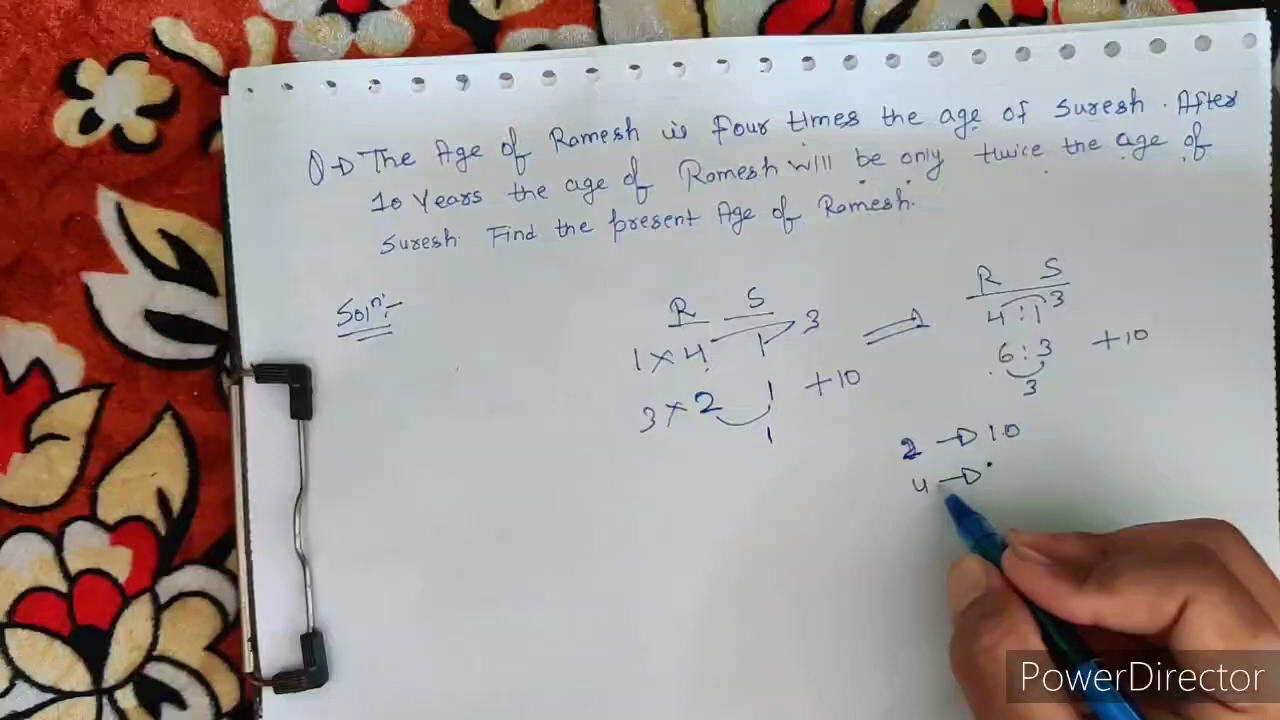 Q→ The Age of Ramesh is four times the age of Suresh. After
10 Years the age of Ramesh will be only twice the age of
Suresh. Find the present Age of Ramesh.
Solⁿ:-
R S
1 × 4 1 3
3 × 2 1 +10
1
⇒
R S
4 : 1 3
6 : 3 +10
3
2 → 10
4 →
PowerDirector